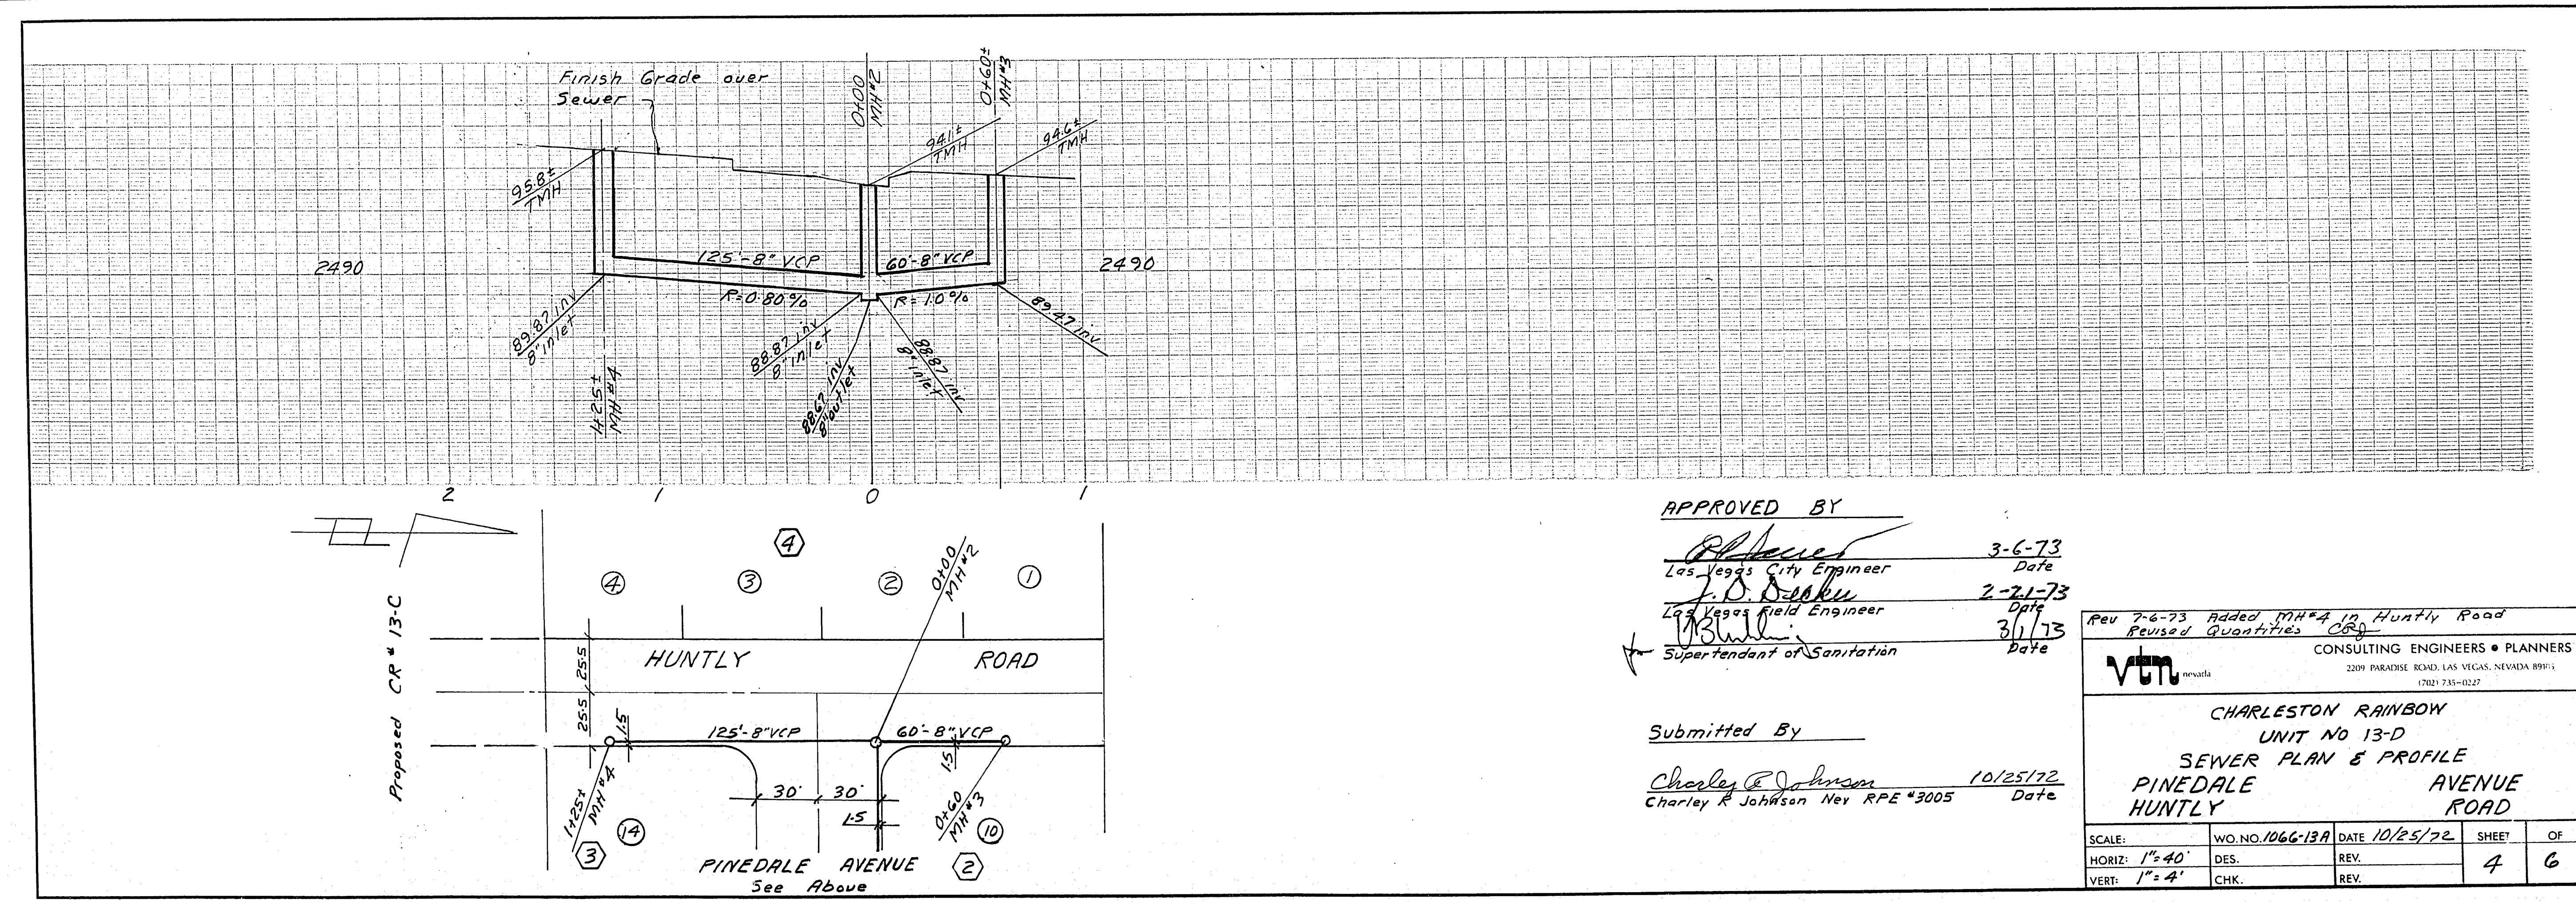 Finish Grade over
Sewer
0+00
MH#2
0+60±
MH#3
94.1±
TMH
94.6±
TMH
95.8±
TMH
2490
125'-8" VCP
60'-8" VCP
2490
R=0.80%
R=1.0%
89.87 inv
8" inlet
88.87 inv
8" inlet
88.67 inv
8" outlet
88.87 inv
8" inlet
89.47 inv
1+25±
MH#4
2
1
0
1
Proposed CR # 13-C
4
4
3
2
1
0+00
MH#2
HUNTLY ROAD
25.5
25.5
1.5
125'-8" VCP
60'-8" VCP
1.5
30'
30'
1.5
1+25±
MH#4
0+60
MH#3
14
10
3
2
PINEDALE AVENUE
See Above
APPROVED BY
3-6-73
Las Vegas City Engineer Date
2-21-73
Las Vegas Field Engineer Date
3/1/73
for Supertendant of Sanitation Date
Submitted By
Charley R Johnson 10/25/72
Charley R Johnson Nev RPE #3005 Date
Rev 7-6-73 Added MH#4 in Huntly Road
Revised Quantities CRJ
vtn nevada
CONSULTING ENGINEERS • PLANNERS
2209 PARADISE ROAD, LAS VEGAS, NEVADA
(702) 735-0227
CHARLESTON RAINBOW
UNIT NO 13-D
SEWER PLAN & PROFILE
PINEDALE AVENUE
HUNTLY ROAD
SCALE: WO. NO. 1066-13A DATE 10/25/72 SHEET OF
HORIZ: 1"=40' DES. REV. 4 6
VERT: 1"=4' CHK. REV.